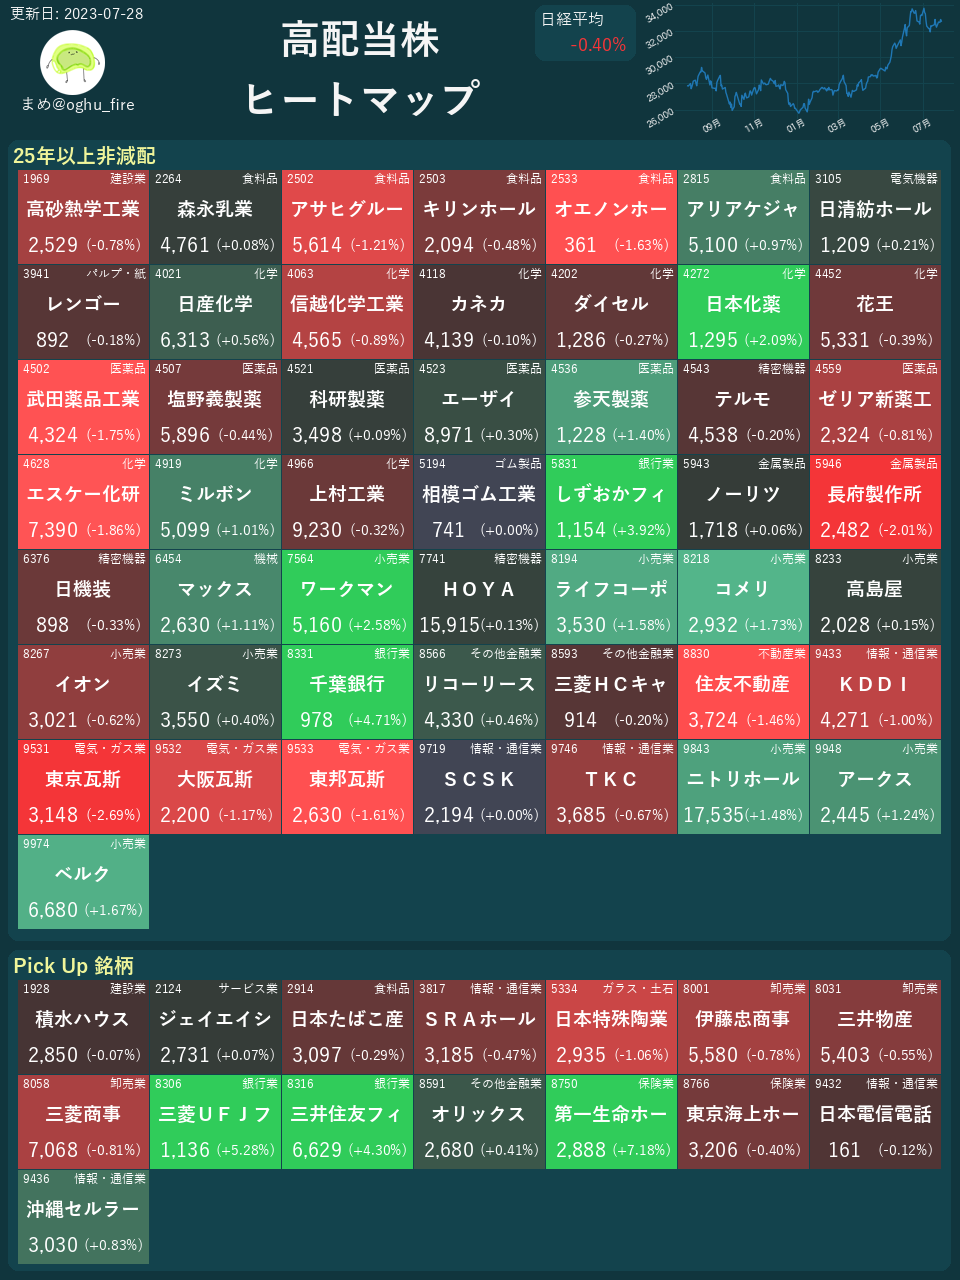 更新日: 2023-07-28
まめ@oghu_fire
高配当株
ヒートマップ
日経平均
-0.40%
34,000
32,000
30,000
28,000
26,000
09月 11月 01月 03月 05月 07月
25年以上非減配
1969 建設業 2264 食料品 2502 食料品 2503 食料品 2533 食料品 2815 食料品 3105 電気機器
高砂熱学工業 森永乳業 アサヒグルー キリンホール オエノンホー アリアケジャ 日清紡ホール
2,529 (-0.78%) 4,761 (+0.08%) 5,614 (-1.21%) 2,094 (-0.48%) 361 (-1.63%) 5,100 (+0.97%) 1,209 (+0.21%)
3941 パルプ・紙 4021 化学 4063 化学 4118 化学 4202 化学 4272 化学 4452 化学
レンゴー 日産化学 信越化学工業 カネカ ダイセル 日本化薬 花王
892 (-0.18%) 6,313 (+0.56%) 4,565 (-0.89%) 4,139 (-0.10%) 1,286 (-0.27%) 1,295 (+2.09%) 5,331 (-0.39%)
4502 医薬品 4507 医薬品 4521 医薬品 4523 医薬品 4536 医薬品 4543 精密機器 4559 医薬品
武田薬品工業 塩野義製薬 科研製薬 エーザイ 参天製薬 テルモ ゼリア新薬工
4,324 (-1.75%) 5,896 (-0.44%) 3,498 (+0.09%) 8,971 (+0.30%) 1,228 (+1.40%) 4,538 (-0.20%) 2,324 (-0.81%)
4628 化学 4919 化学 4966 化学 5194 ゴム製品 5831 銀行業 5943 金属製品 5946 金属製品
エスケー化研 ミルボン 上村工業 相模ゴム工業 しずおかフィ ノーリツ 長府製作所
7,390 (-1.86%) 5,099 (+1.01%) 9,230 (-0.32%) 741 (+0.00%) 1,154 (+3.92%) 1,718 (+0.06%) 2,482 (-2.01%)
6376 精密機器 6454 機械 7564 小売業 7741 精密機器 8194 小売業 8218 小売業 8233 小売業
日機装 マックス ワークマン ＨＯＹＡ ライフコーポ コメリ 高島屋
898 (-0.33%) 2,630 (+1.11%) 5,160 (+2.58%) 15,915(+0.13%) 3,530 (+1.58%) 2,932 (+1.73%) 2,028 (+0.15%)
8267 小売業 8273 小売業 8331 銀行業 8566 その他金融業 8593 その他金融業 8830 不動産業 9433 情報・通信業
イオン イズミ 千葉銀行 リコーリース 三菱ＨＣキャ 住友不動産 ＫＤＤＩ
3,021 (-0.62%) 3,550 (+0.40%) 978 (+4.71%) 4,330 (+0.46%) 914 (-0.20%) 3,724 (-1.46%) 4,271 (-1.00%)
9531 電気・ガス業 9532 電気・ガス業 9533 電気・ガス業 9719 情報・通信業 9746 情報・通信業 9843 小売業 9948 小売業
東京瓦斯 大阪瓦斯 東邦瓦斯 ＳＣＳＫ ＴＫＣ ニトリホール アークス
3,148 (-2.69%) 2,200 (-1.17%) 2,630 (-1.61%) 2,194 (+0.00%) 3,685 (-0.67%) 17,535(+1.48%) 2,445 (+1.24%)
9974 小売業
ベルク
6,680 (+1.67%)
Pick Up 銘柄
1928 建設業 2124 サービス業 2914 食料品 3817 情報・通信業 5334 ガラス・土石 8001 卸売業 8031 卸売業
積水ハウス ジェイエイシ 日本たばこ産 ＳＲＡホール 日本特殊陶業 伊藤忠商事 三井物産
2,850 (-0.07%) 2,731 (+0.07%) 3,097 (-0.29%) 3,185 (-0.47%) 2,935 (-1.06%) 5,580 (-0.78%) 5,403 (-0.55%)
8058 卸売業 8306 銀行業 8316 銀行業 8591 その他金融業 8750 保険業 8766 保険業 9432 情報・通信業
三菱商事 三菱ＵＦＪフ 三井住友フィ オリックス 第一生命ホー 東京海上ホー 日本電信電話
7,068 (-0.81%) 1,136 (+5.28%) 6,629 (+4.30%) 2,680 (+0.41%) 2,888 (+7.18%) 3,206 (-0.40%) 161 (-0.12%)
9436 情報・通信業
沖縄セルラー
3,030 (+0.83%)